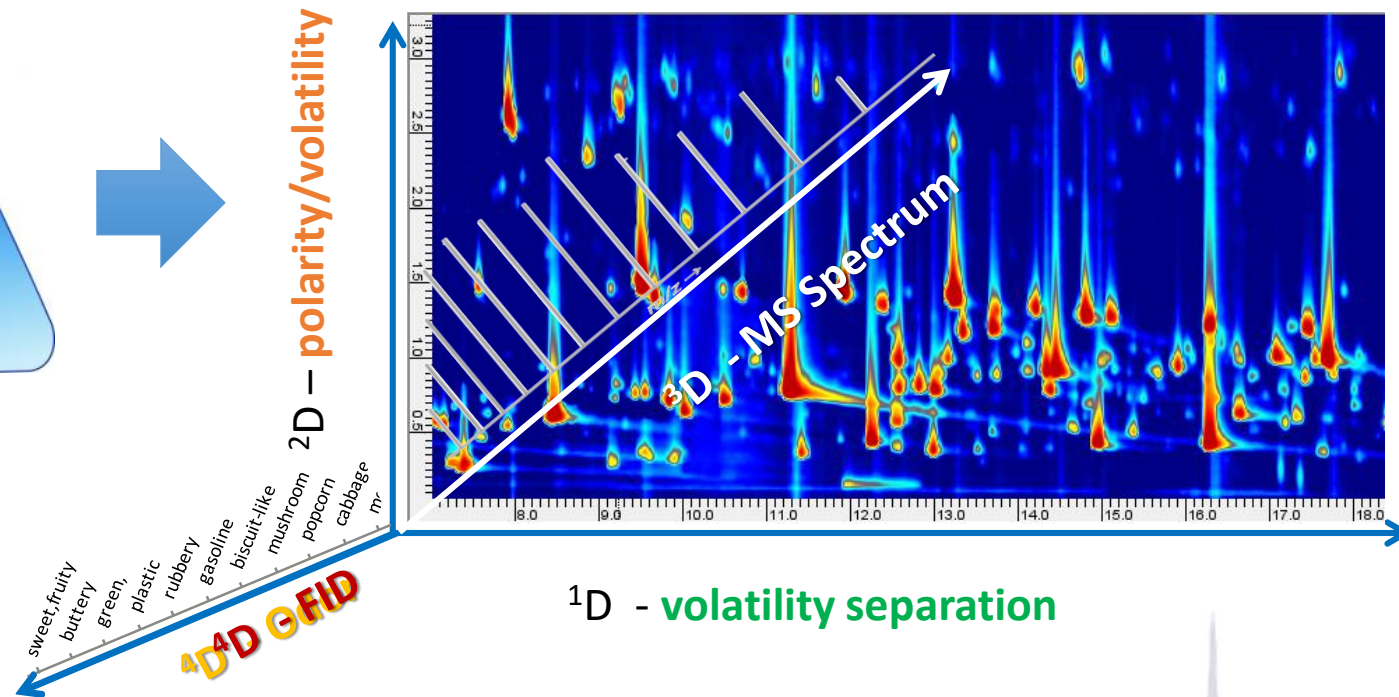 ²D – polarity/volatility
3.0
2.5
2.0
1.5
1.0
0.5
m/z →
³D - MS Spectrum
8.0
9.0
10.0
11.0
12.0
13.0
14.0
15.0
16.0
17.0
18.0
sweet,fruity
buttery
green,
plastic
rubbery
gasoline
biscuit-like
mushroom
popcorn
cabbage
⁴D
⁴D - FID
¹D - volatility separation